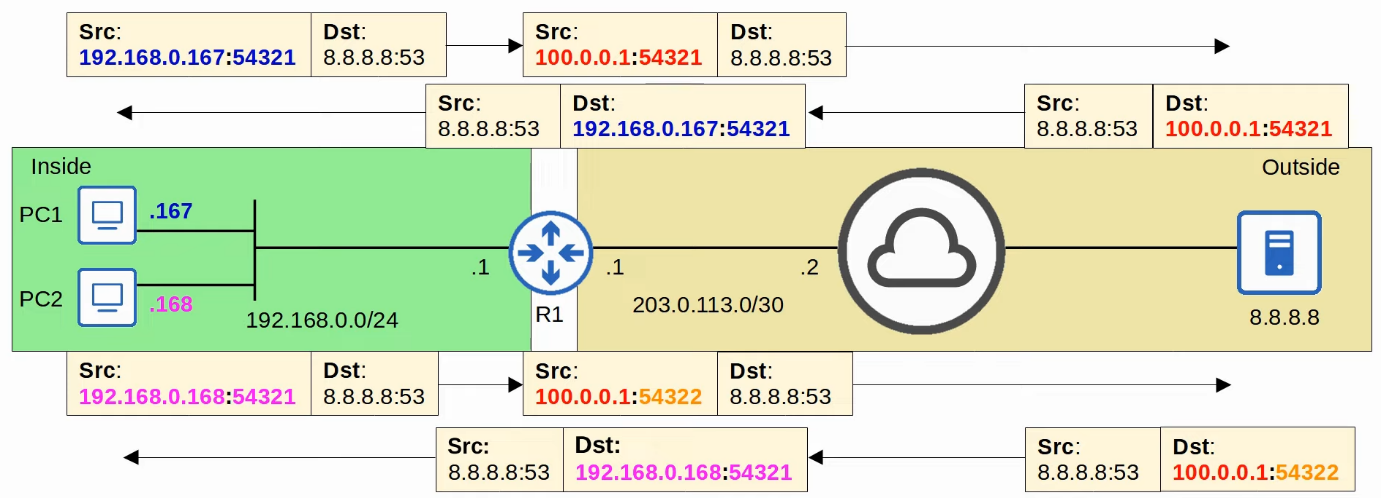 Src: Dst: Src: Dst:
192.168.0.167:54321 8.8.8.8:53 100.0.0.1:54321 8.8.8.8:53
Src: Dst: Src: Dst:
8.8.8.8:53 192.168.0.167:54321 8.8.8.8:53 100.0.0.1:54321
Inside Outside
PC1 .167
.1 .1 .2
PC2 .168
192.168.0.0/24 R1 203.0.113.0/30 8.8.8.8
Src: Dst: Src: Dst:
192.168.0.168:54321 8.8.8.8:53 100.0.0.1:54322 8.8.8.8:53
Src: Dst: Src: Dst:
8.8.8.8:53 192.168.0.168:54321 8.8.8.8:53 100.0.0.1:54322